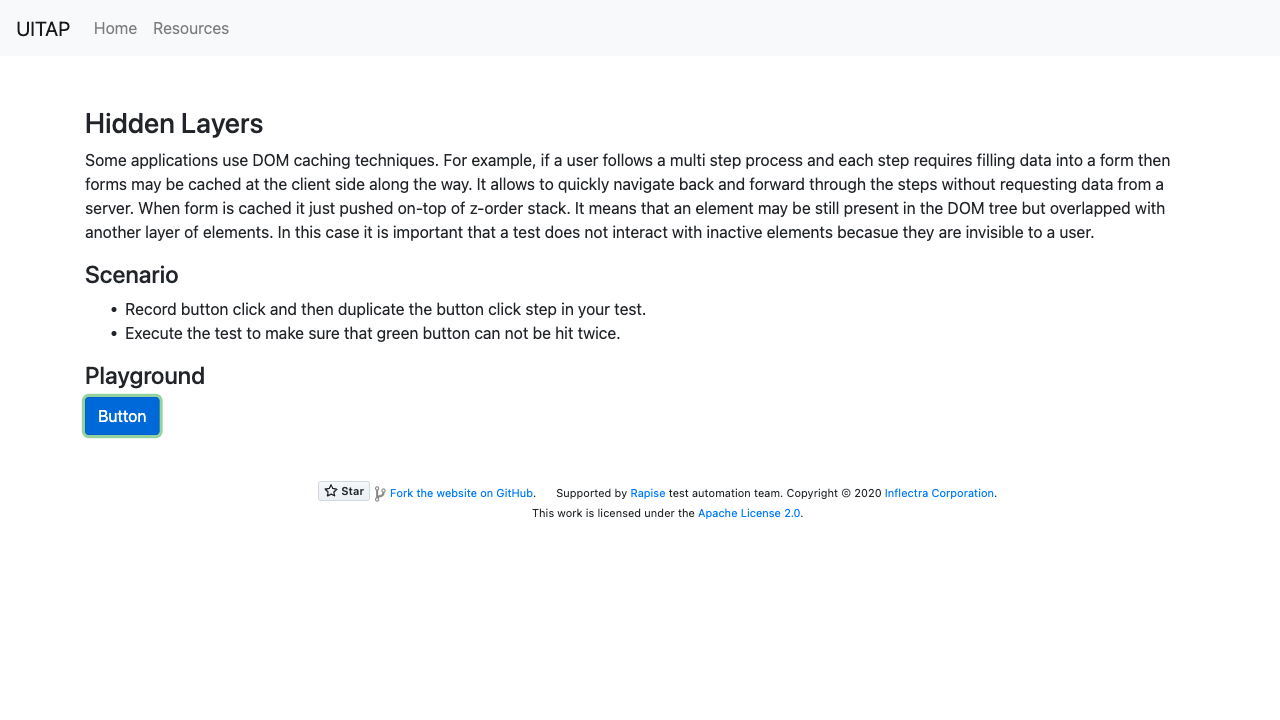 UITAP Home Resources
Hidden Layers
Some applications use DOM caching techniques. For example, if a user follows a multi step process and each step requires filling data into a form then
forms may be cached at the client side along the way. It allows to quickly navigate back and forward through the steps without requesting data from a
server. When form is cached it just pushed on-top of z-order stack. It means that an element may be still present in the DOM tree but overlapped with
another layer of elements. In this case it is important that a test does not interact with inactive elements becasue they are invisible to a user.
Scenario
• Record button click and then duplicate the button click step in your test.
• Execute the test to make sure that green button can not be hit twice.
Playground
Button
Star Fork the website on GitHub. Supported by Rapise test automation team. Copyright © 2020 Inflectra Corporation.
This work is licensed under the Apache License 2.0.